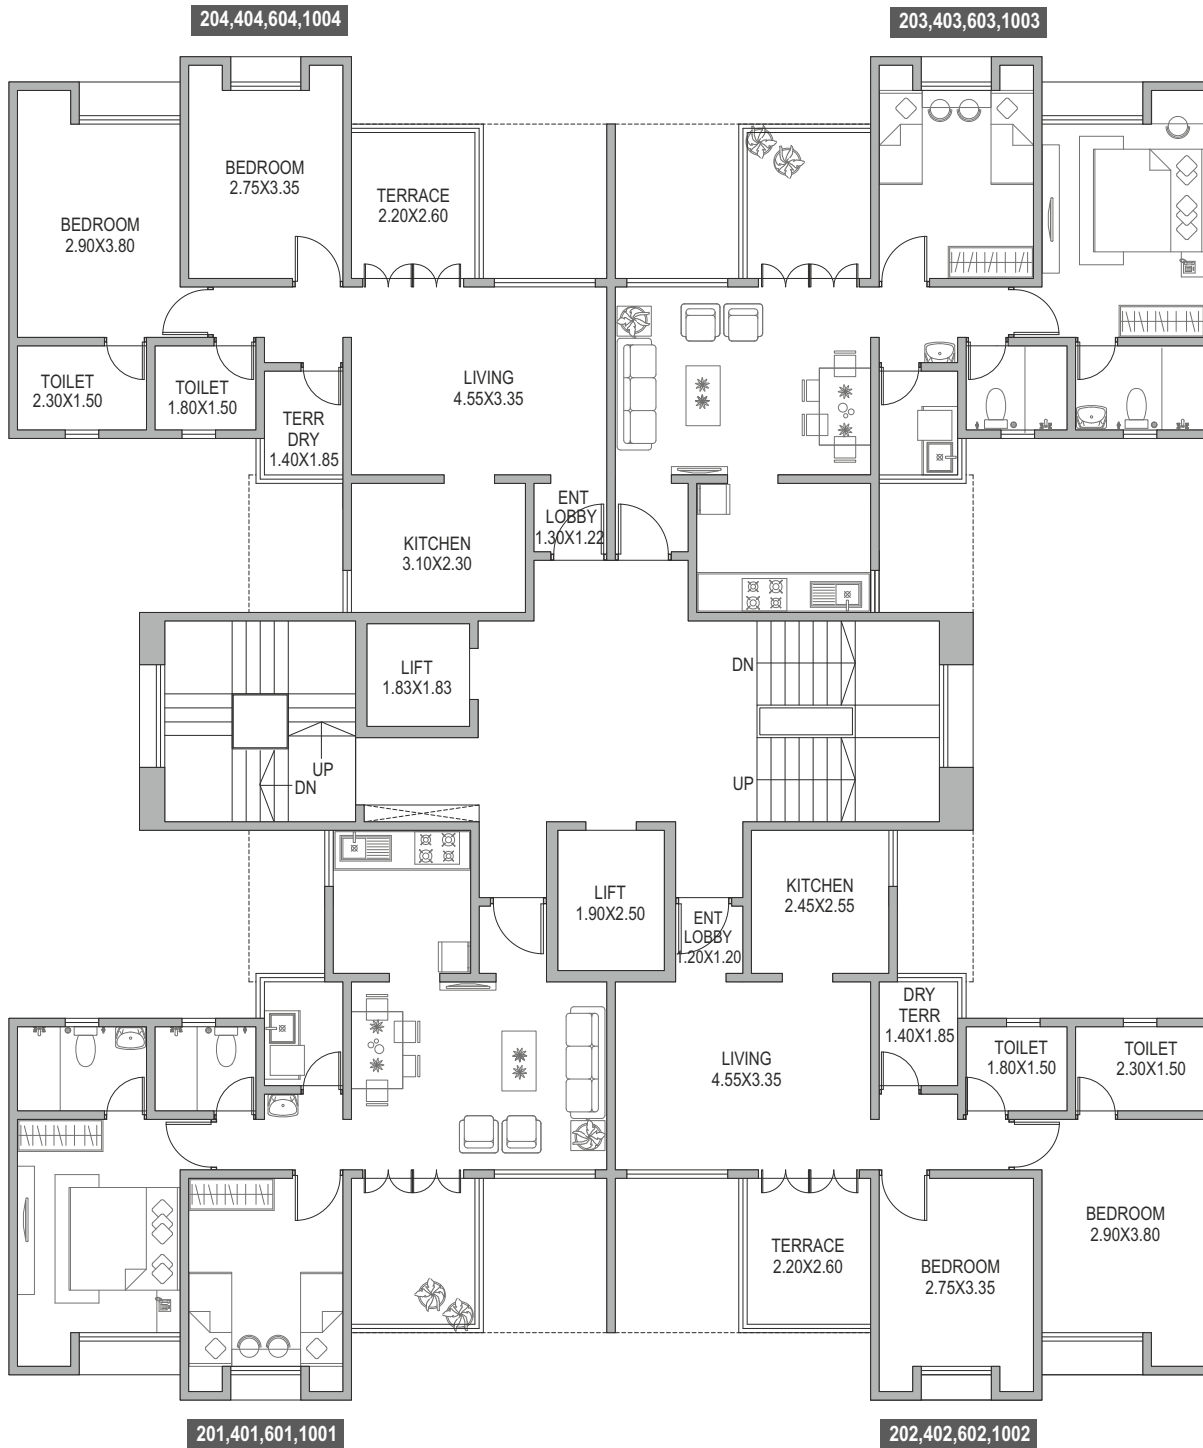 204,404,604,1004
203,403,603,1003
BEDROOM
2.75X3.35
TERRACE
2.20X2.60
BEDROOM
2.90X3.80
TOILET
2.30X1.50
TOILET
1.80X1.50
TERR
DRY
1.40X1.85
LIVING
4.55X3.35
ENT
LOBBY
1.30X1.22
KITCHEN
3.10X2.30
LIFT
1.83X1.83
DN
UP
DN
UP
LIFT
1.90X2.50
ENT
LOBBY
1.20X1.20
KITCHEN
2.45X2.55
DRY
TERR
1.40X1.85
LIVING
4.55X3.35
TOILET
1.80X1.50
TOILET
2.30X1.50
TERRACE
2.20X2.60
BEDROOM
2.75X3.35
BEDROOM
2.90X3.80
201,401,601,1001
202,402,602,1002